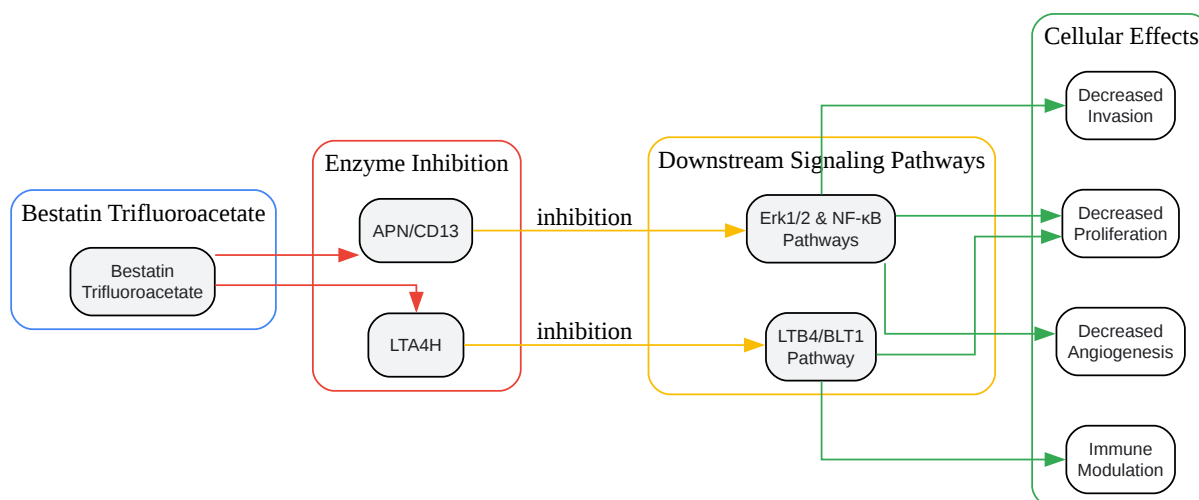 Bestatin Trifluoroacetate
Bestatin
Trifluoroacetate
Enzyme Inhibition
APN/CD13
LTA4H
inhibition
inhibition
Downstream Signaling Pathways
Erk1/2 & NF-κB
Pathways
LTB4/BLT1
Pathway
Cellular Effects
Decreased
Invasion
Decreased
Proliferation
Decreased
Angiogenesis
Immune
Modulation